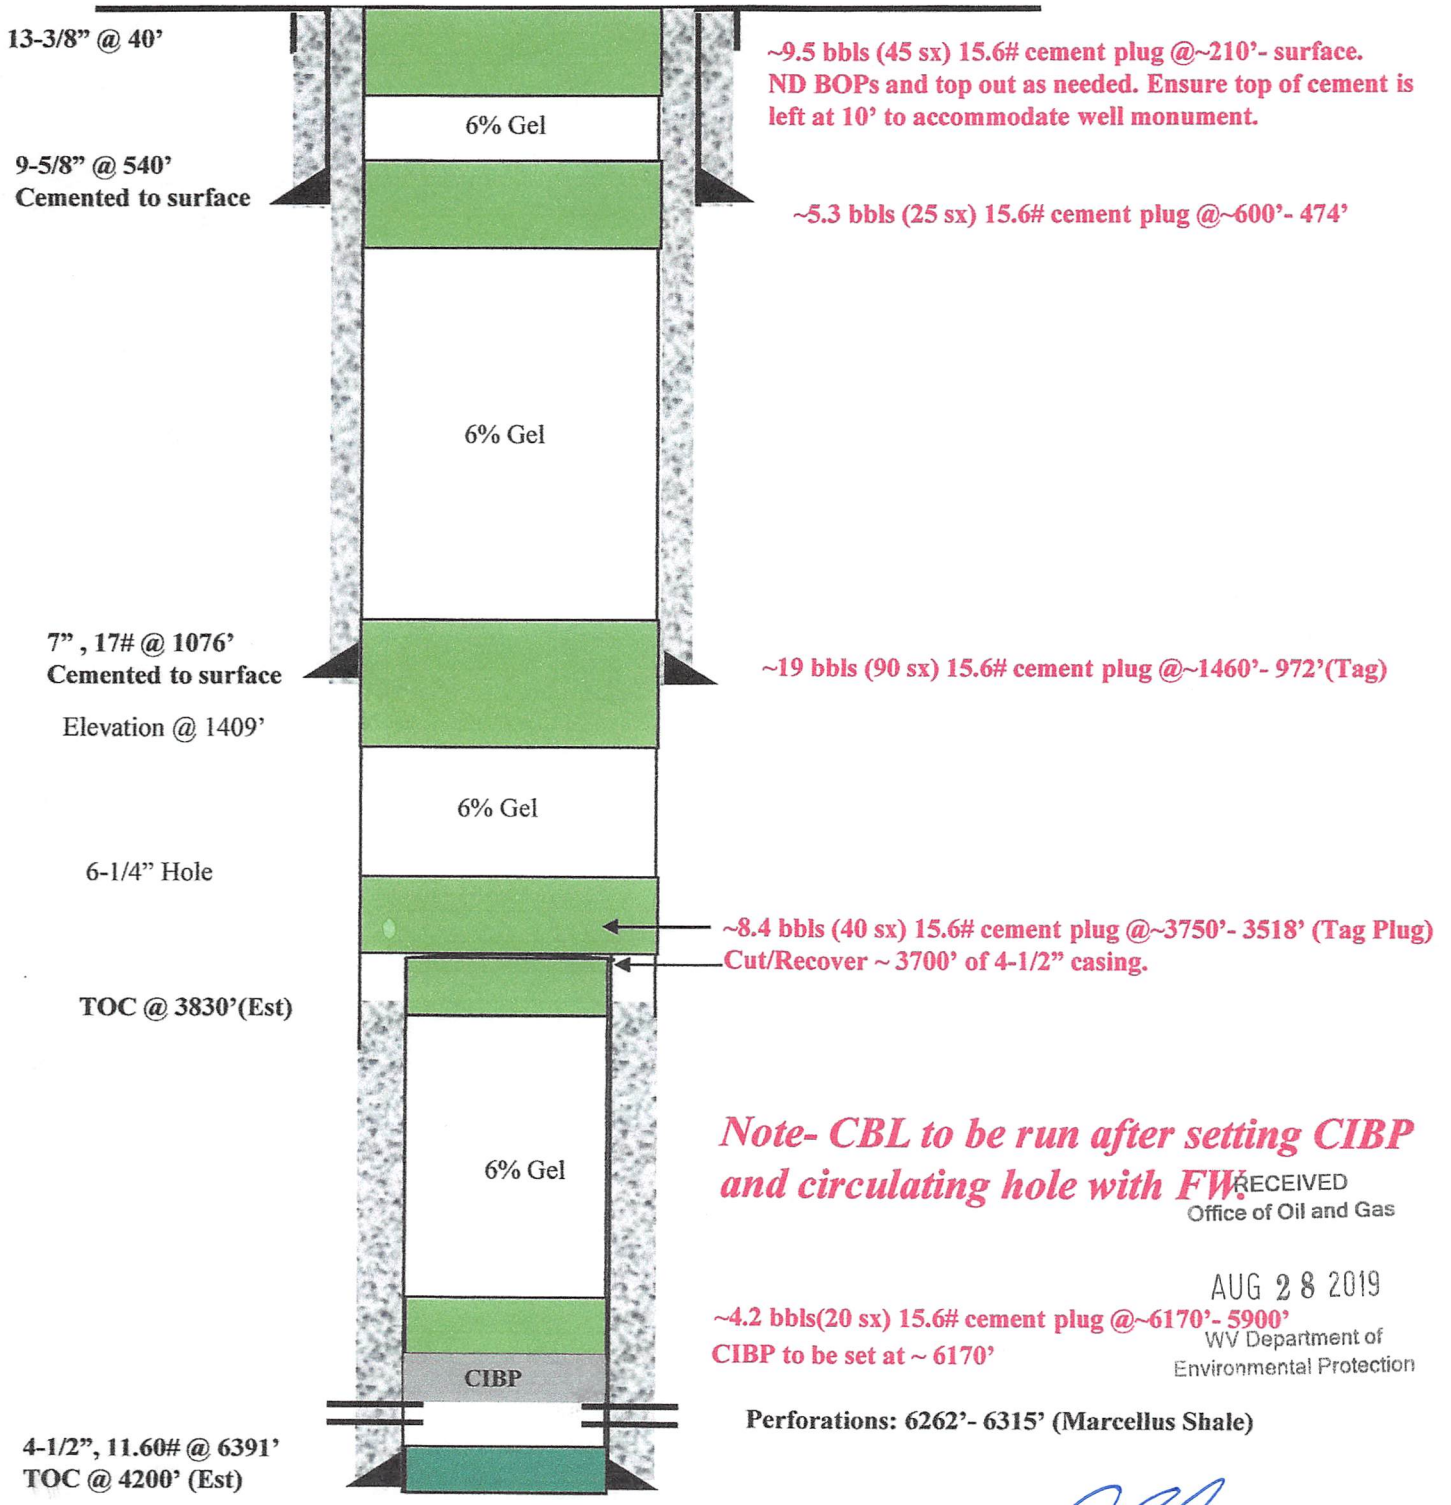 13-3/8” @ 40’
~9.5 bbls (45 sx) 15.6# cement plug @~210’- surface.
ND BOPs and top out as needed. Ensure top of cement is
left at 10’ to accommodate well monument.
6% Gel
9-5/8” @ 540’
Cemented to surface
~5.3 bbls (25 sx) 15.6# cement plug @~600’- 474’
6% Gel
7” , 17# @ 1076’
Cemented to surface
~19 bbls (90 sx) 15.6# cement plug @~1460’- 972’(Tag)
Elevation @ 1409’
6% Gel
6-1/4” Hole
~8.4 bbls (40 sx) 15.6# cement plug @~3750’- 3518’ (Tag Plug)
Cut/Recover ~ 3700’ of 4-1/2” casing.
TOC @ 3830’(Est)
Note- CBL to be run after setting CIBP
and circulating hole with FW.
6% Gel
RECEIVED
Office of Oil and Gas
AUG 28 2019
WV Department of
Environmental Protection
~4.2 bbls(20 sx) 15.6# cement plug @~6170’- 5900’
CIBP to be set at ~ 6170’
CIBP
Perforations: 6262’- 6315’ (Marcellus Shale)
4-1/2”, 11.60# @ 6391’
TOC @ 4200’ (Est)